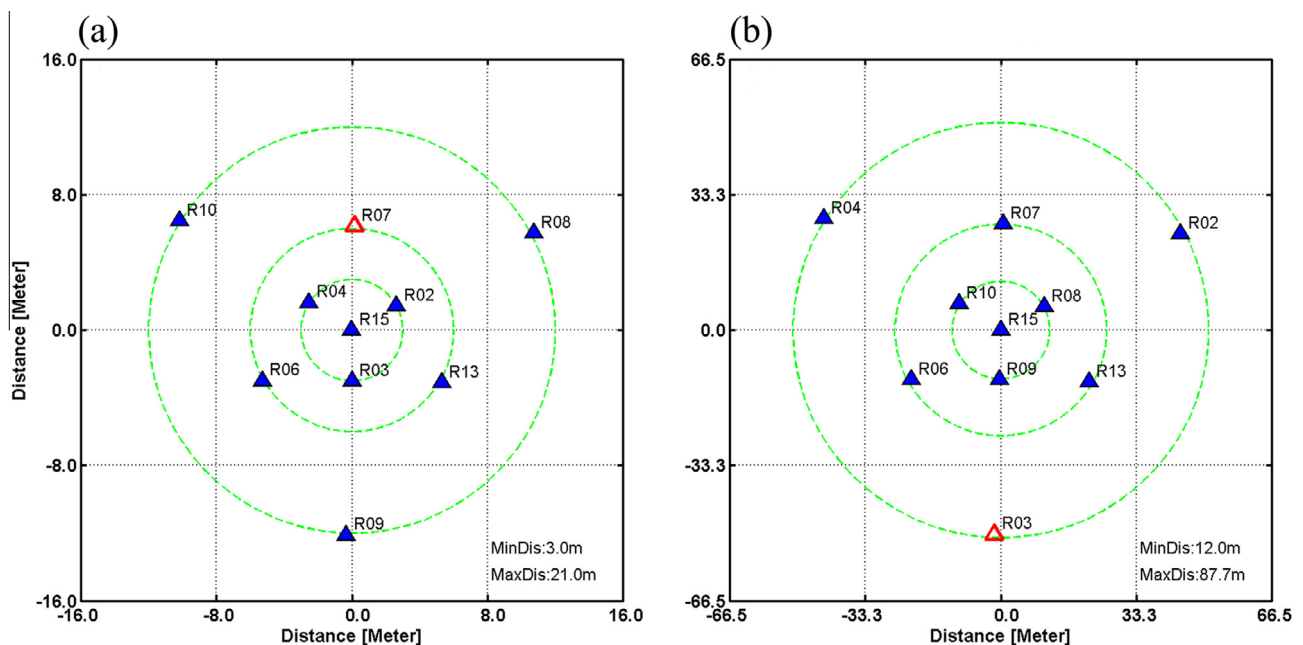 (a)
16.0
8.0
0.0
-8.0
-16.0
Distance [Meter]
R10
R07
R08
R04
R02
R15
R06
R03
R13
R09
MinDis:3.0m
MaxDis:21.0m
-16.0 -8.0 0.0 8.0 16.0
Distance [Meter]
(b)
66.5
33.3
0.0
-33.3
-66.5
R04
R07
R02
R10
R08
R15
R06
R09
R13
R03
MinDis:12.0m
MaxDis:87.7m
-66.5 -33.3 0.0 33.3 66.5
Distance [Meter]